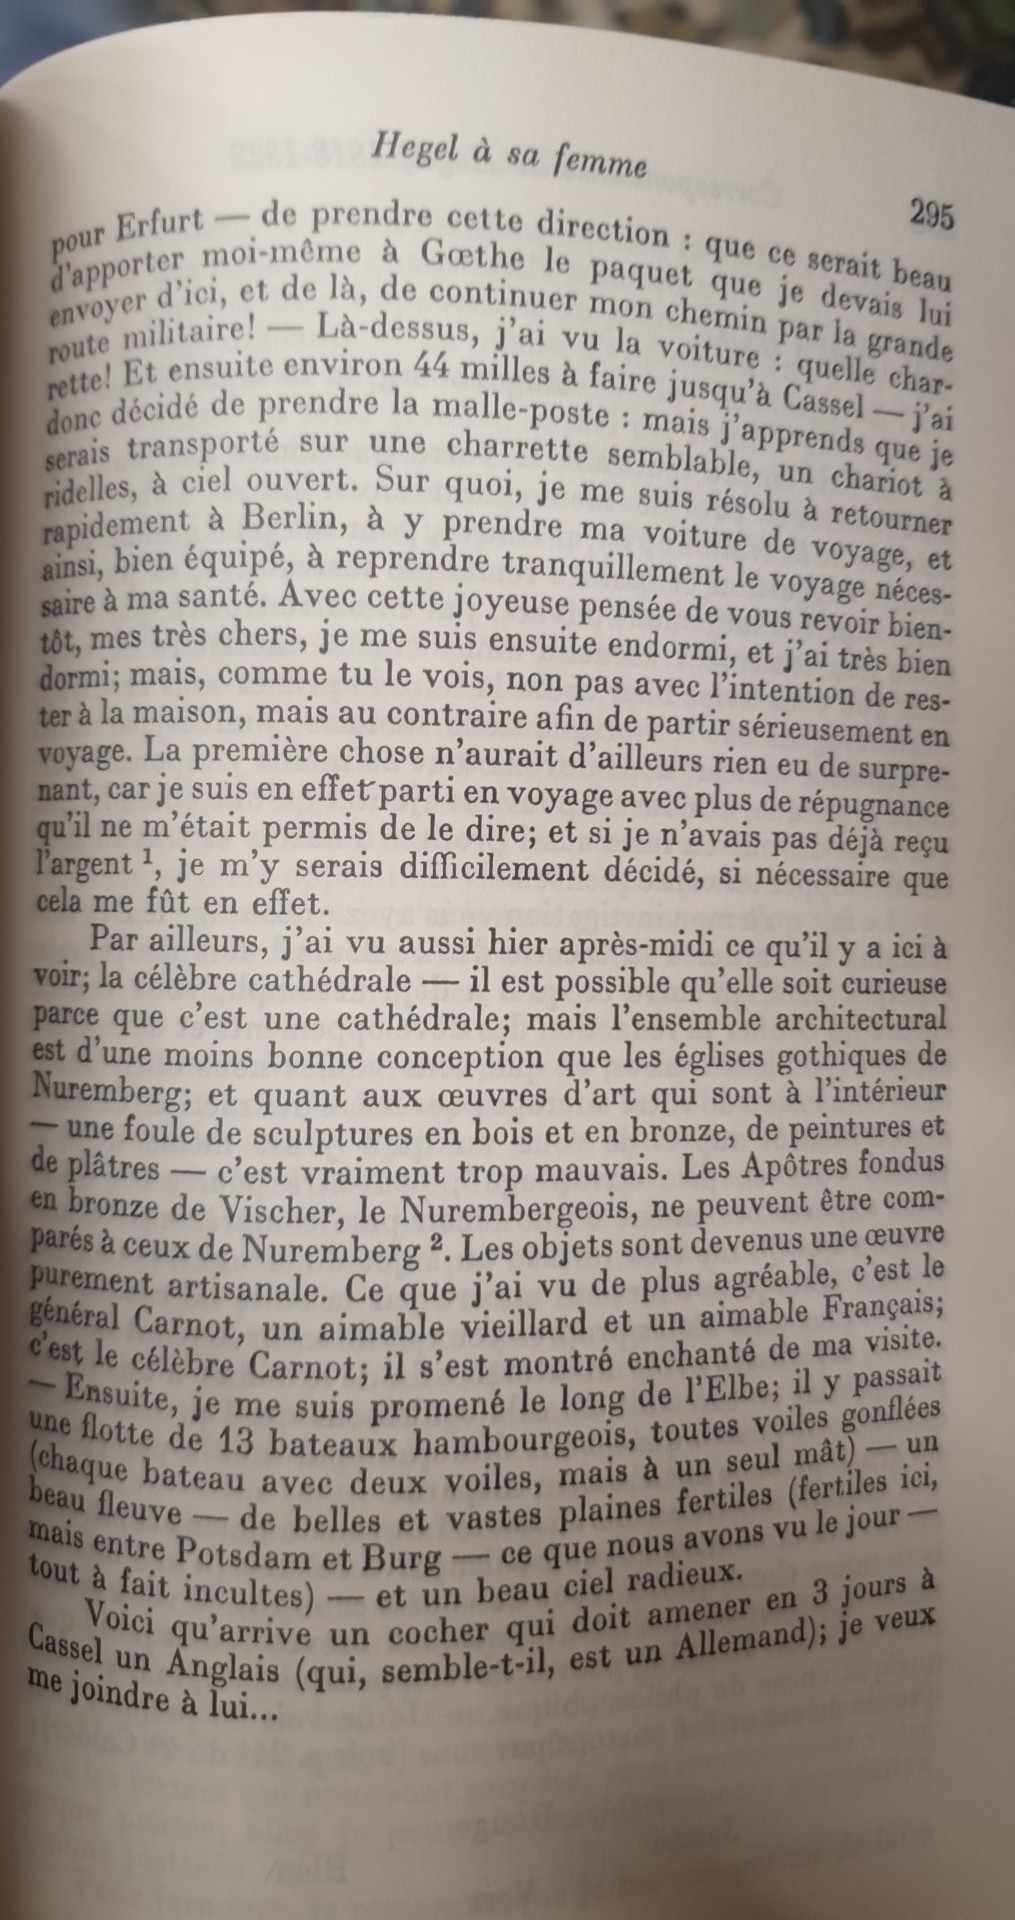 Hegel à sa femme
295
pour Erfurt — de prendre cette direction : que ce serait beau
d'apporter moi-même à Gœthe le paquet que je devais lui
envoyer d'ici, et de là, de continuer mon chemin par la grande
route militaire! — Là-dessus, j'ai vu la voiture : quelle char-
rette! Et ensuite environ 44 milles à faire jusqu'à Cassel — j'ai
donc décidé de prendre la malle-poste : mais j'apprends que je
serais transporté sur une charrette semblable, un chariot à
ridelles, à ciel ouvert. Sur quoi, je me suis résolu à retourner
rapidement à Berlin, à y prendre ma voiture de voyage, et
ainsi, bien équipé, à reprendre tranquillement le voyage néces-
saire à ma santé. Avec cette joyeuse pensée de vous revoir bien-
tôt, mes très chers, je me suis ensuite endormi, et j'ai très bien
dormi; mais, comme tu le vois, non pas avec l'intention de res-
ter à la maison, mais au contraire afin de partir sérieusement en
voyage. La première chose n'aurait d'ailleurs rien eu de surpre-
nant, car je suis en effet parti en voyage avec plus de répugnance
qu'il ne m'était permis de le dire; et si je n'avais pas déjà reçu
l'argent ¹, je m'y serais difficilement décidé, si nécessaire que
cela me fût en effet.
Par ailleurs, j'ai vu aussi hier après-midi ce qu'il y a ici à
voir; la célèbre cathédrale — il est possible qu'elle soit curieuse
parce que c'est une cathédrale; mais l'ensemble architectural
est d'une moins bonne conception que les églises gothiques de
Nuremberg; et quant aux œuvres d'art qui sont à l'intérieur
— une foule de sculptures en bois et en bronze, de peintures et
de plâtres — c'est vraiment trop mauvais. Les Apôtres fondus
en bronze de Vischer, le Nurembergeois, ne peuvent être com-
parés à ceux de Nuremberg ². Les objets sont devenus une œuvre
purement artisanale. Ce que j'ai vu de plus agréable, c'est le
général Carnot, un aimable vieillard et un aimable Français;
c'est le célèbre Carnot; il s'est montré enchanté de ma visite.
— Ensuite, je me suis promené le long de l'Elbe; il y passait
une flotte de 13 bateaux hambourgeois, toutes voiles gonflées
(chaque bateau avec deux voiles, mais à un seul mât) — un
beau fleuve — de belles et vastes plaines fertiles (fertiles ici,
mais entre Potsdam et Burg — ce que nous avons vu le jour —
tout à fait incultes) — et un beau ciel radieux.
Voici qu'arrive un cocher qui doit amener en 3 jours à
Cassel un Anglais (qui, semble-t-il, est un Allemand); je veux
me joindre à lui...